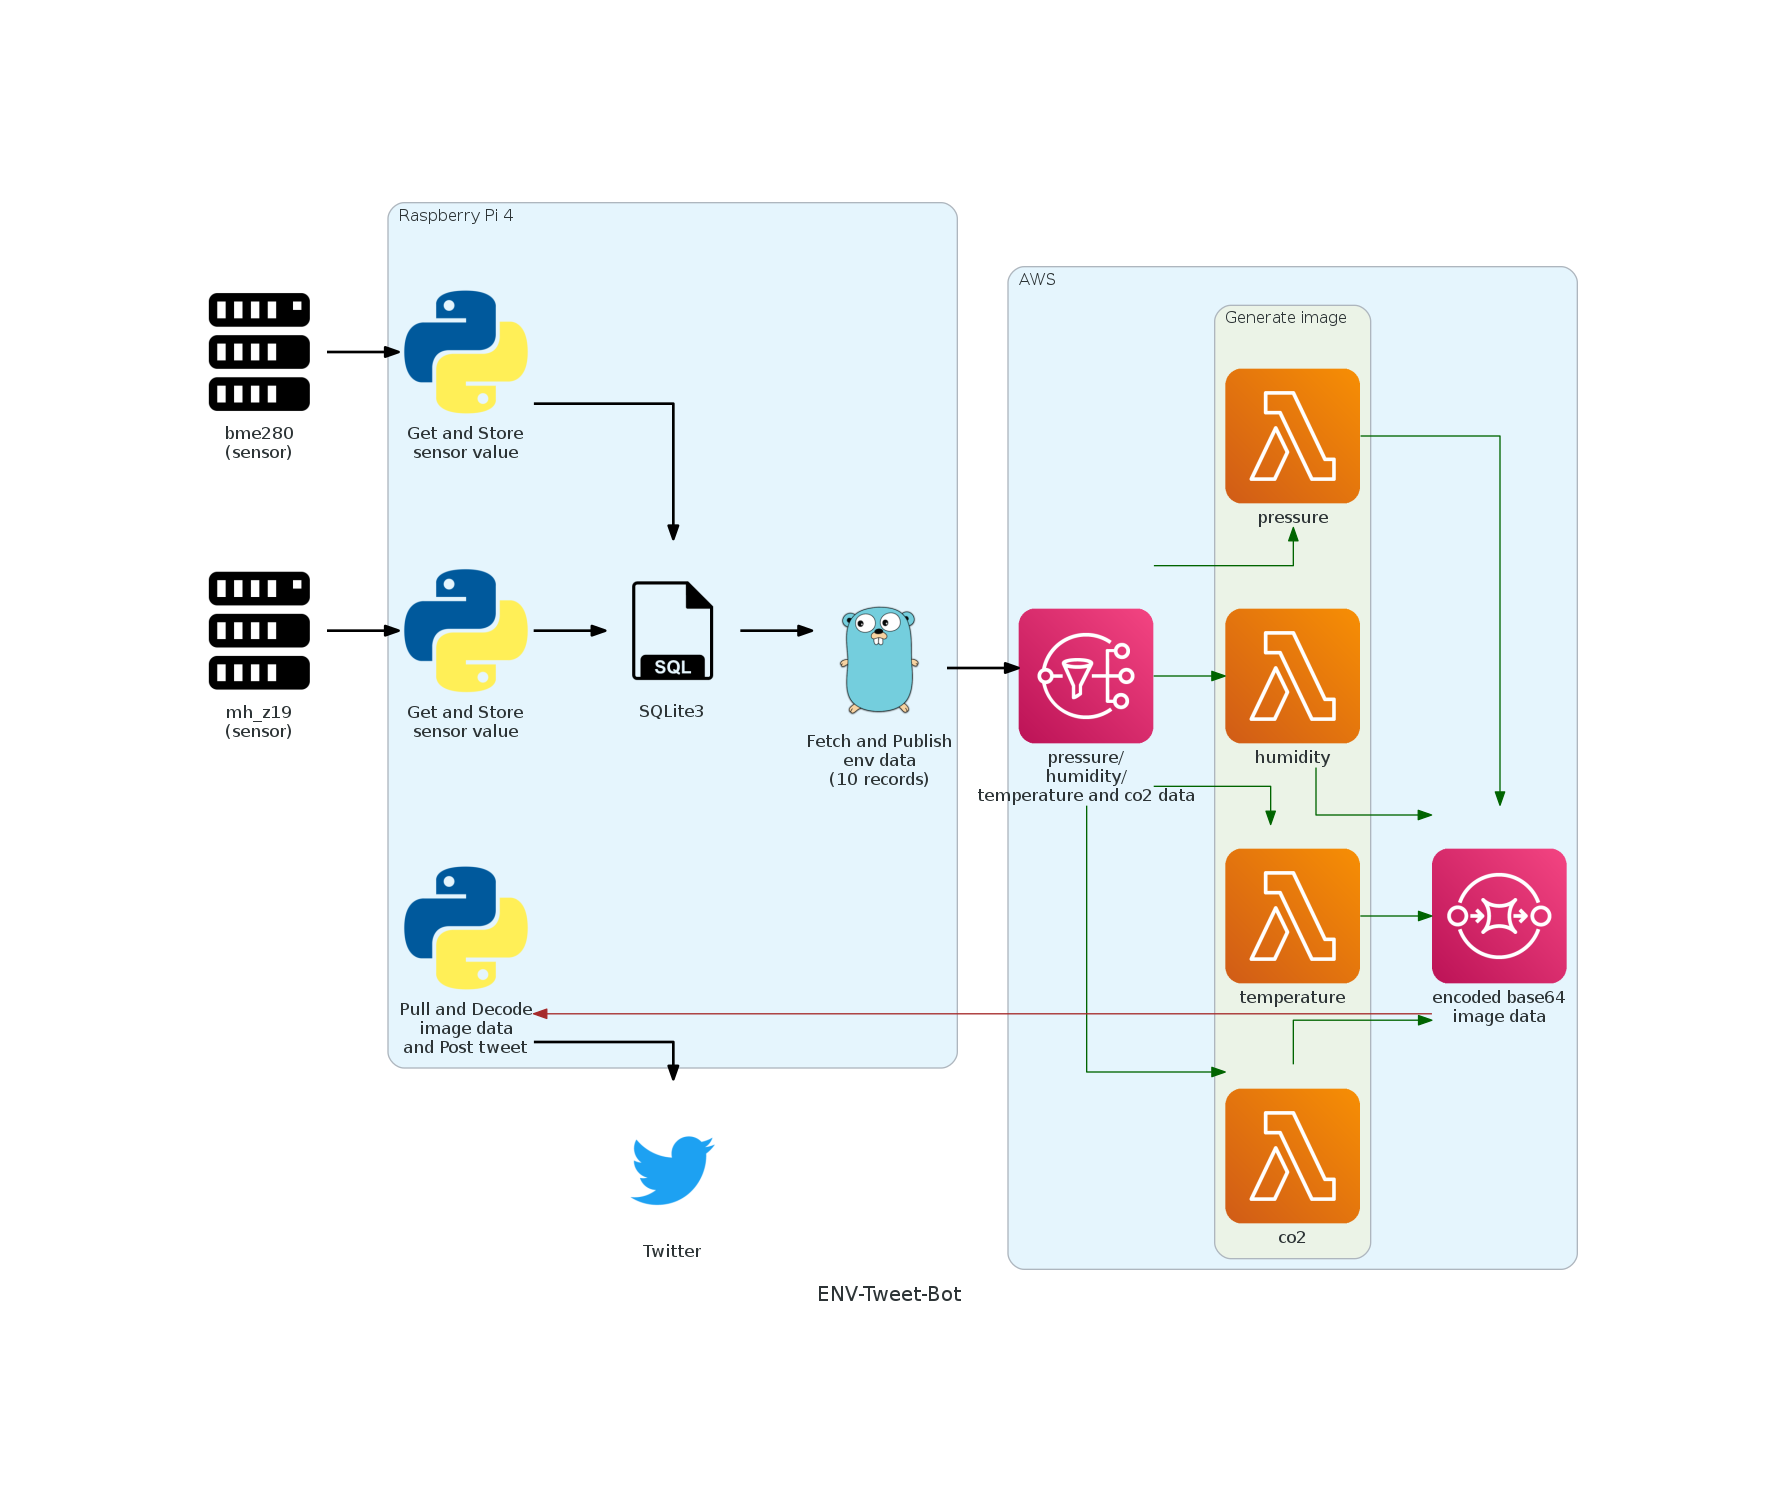 Raspberry Pi 4
bme280
(sensor)
Get and Store
sensor value
mh_z19
(sensor)
Get and Store
sensor value
SQL
SQLite3
Fetch and Publish
env data
(10 records)
Pull and Decode
image data
and Post tweet
Twitter
AWS
Generate image
pressure
pressure/
humidity/
temperature and co2 data
humidity
temperature
encoded base64
image data
co2
ENV-Tweet-Bot